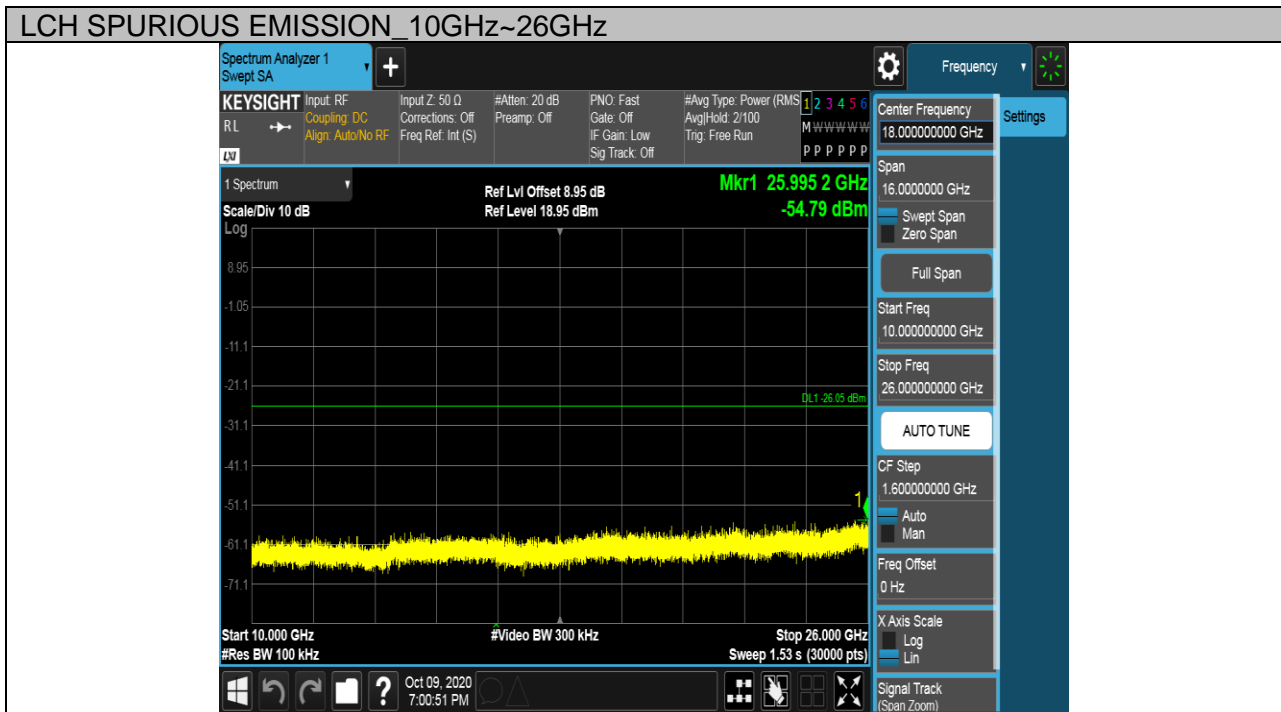 LCH SPURIOUS EMISSION_10GHz~26GHz
Spectrum Analyzer 1
Swept SA
Frequency
KEYSIGHT
RL
LXI
Input: RF
Coupling: DC
Align: Auto/No RF
Input Z: 50 Ω
Corrections: Off
Freq Ref: Int (S)
#Atten: 20 dB
Preamp: Off
PNO: Fast
Gate: Off
IF Gain: Low
Sig Track: Off
#Avg Type: Power (RMS
Avg|Hold: 2/100
Trig: Free Run
1 2 3 4 5 6
M W W W W W
P P P P P P
1 Spectrum
Scale/Div 10 dB
Log
Ref Lvl Offset 8.95 dB
Ref Level 18.95 dBm
Mkr1 25.995 2 GHz
-54.79 dBm
8.95
-1.05
-11.1
-21.1
DL1 -26.05 dBm
-31.1
-41.1
-51.1
1
-61.1
-71.1
Start 10.000 GHz
#Res BW 100 kHz
#Video BW 300 kHz
Stop 26.000 GHz
Sweep 1.53 s (30000 pts)
Oct 09, 2020
7:00:51 PM
Center Frequency
18.000000000 GHz
Span
16.0000000 GHz
Swept Span
Zero Span
Full Span
Start Freq
10.000000000 GHz
Stop Freq
26.000000000 GHz
AUTO TUNE
CF Step
1.600000000 GHz
Auto
Man
Freq Offset
0 Hz
X Axis Scale
Log
Lin
Signal Track
(Span Zoom)
Settings